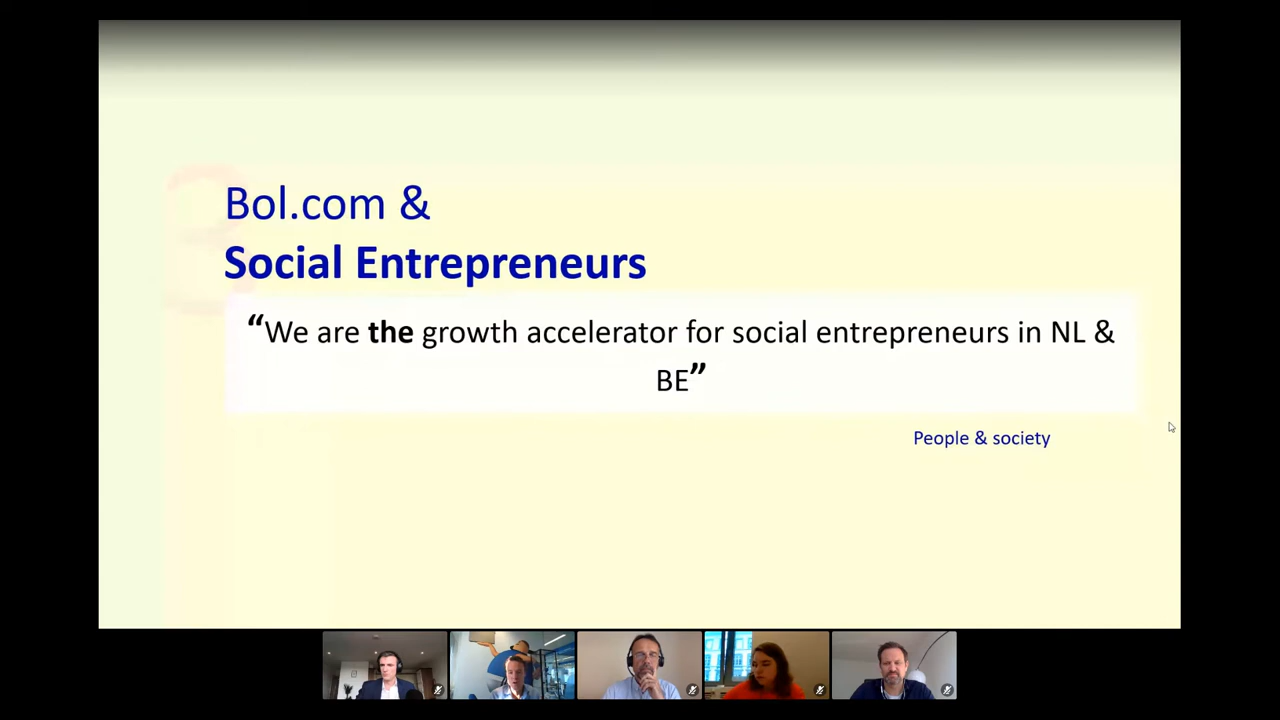 Bol.com &
Social Entrepreneurs
“We are the growth accelerator for social entrepreneurs in NL &
BE”
People & society